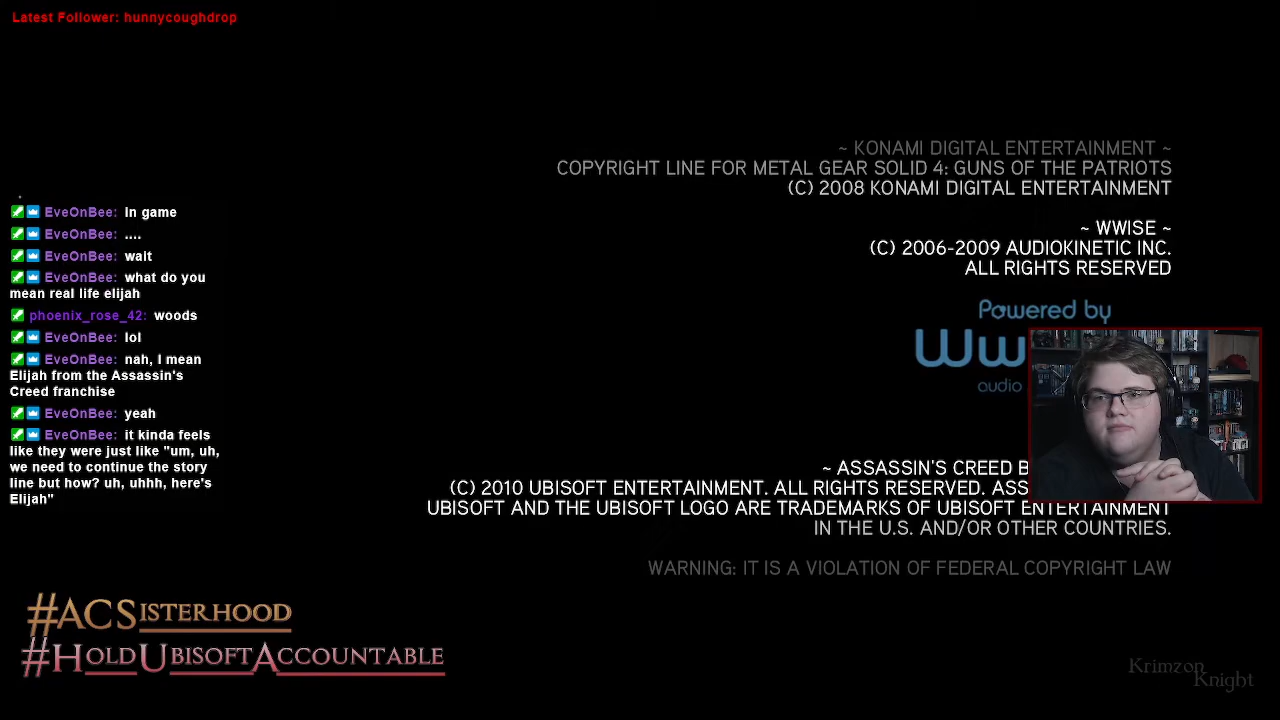 Latest Follower: hunnycoughdrop
EveOnBee: in game
EveOnBee: ....
EveOnBee: wait
EveOnBee: what do you
mean real life elijah
phoenix_rose_42: woods
EveOnBee: lol
EveOnBee: nah, I mean
Elijah from the Assassin's
Creed franchise
EveOnBee: yeah
EveOnBee: it kinda feels
like they were just like "um, uh,
we need to continue the story
line but how? uh, uhhh, here's
Elijah"
~ KONAMI DIGITAL ENTERTAINMENT ~
COPYRIGHT LINE FOR METAL GEAR SOLID 4: GUNS OF THE PATRIOTS
(C) 2008 KONAMI DIGITAL ENTERTAINMENT
~ WWISE ~
(C) 2006-2009 AUDIOKINETIC INC.
ALL RIGHTS RESERVED
Powered by
Ww
audio
~ ASSASSIN'S CREED B
(C) 2010 UBISOFT ENTERTAINMENT. ALL RIGHTS RESERVED. ASS
UBISOFT AND THE UBISOFT LOGO ARE TRADEMARKS OF UBISOFT ENTERTAINMENT
IN THE U.S. AND/OR OTHER COUNTRIES.
WARNING: IT IS A VIOLATION OF FEDERAL COPYRIGHT LAW
#ACSISTERHOOD
#HOLDUBISOFTACCOUNTABLE
Krimzon
Knight